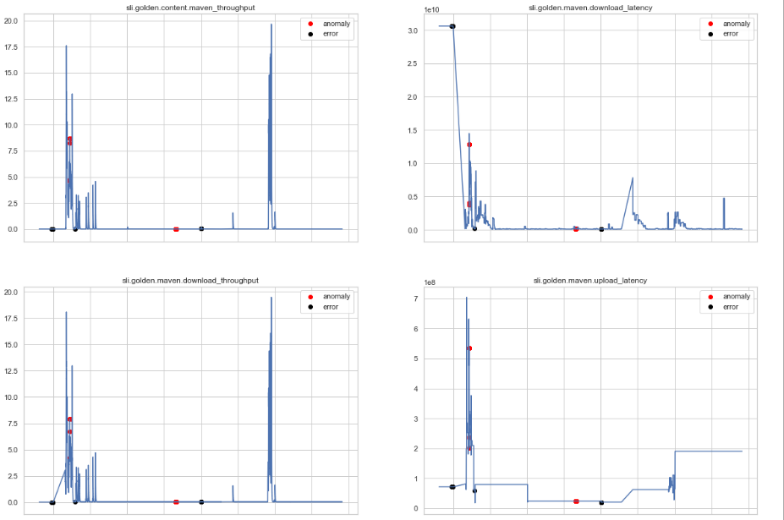 sli.golden.content.maven_throughput
20.0
17.5
15.0
12.5
10.0
7.5
5.0
2.5
0.0
anomaly
error
sli.golden.maven.download_latency
1e10
3.0
2.5
2.0
1.5
1.0
0.5
0.0
anomaly
error
sli.golden.maven.download_throughput
20.0
17.5
15.0
12.5
10.0
7.5
5.0
2.5
0.0
anomaly
error
sli.golden.maven.upload_latency
1e8
7
6
5
4
3
2
1
0
anomaly
error